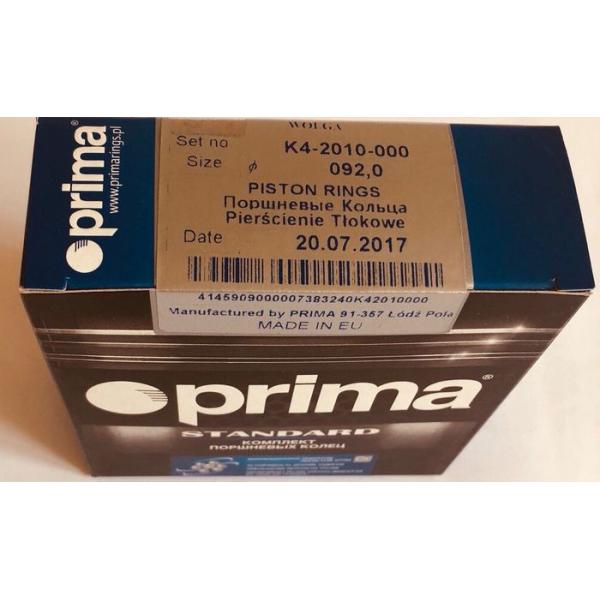 prima®
www.primarings.pl
WOŁGA
Set no K4-2010-000
Size ø 092,0
PISTON RINGS
Поршневые Кольца
Pierścienie Tłokowe
Date 20.07.2017
4145909000007383240K42010000
Manufactured by PRIMA 91-357 Łódź Pola
MADE IN EU
prima®
STANDARD
КОМПЛЕКТ
ПОРШНЕВЫХ КОЛЕЦ